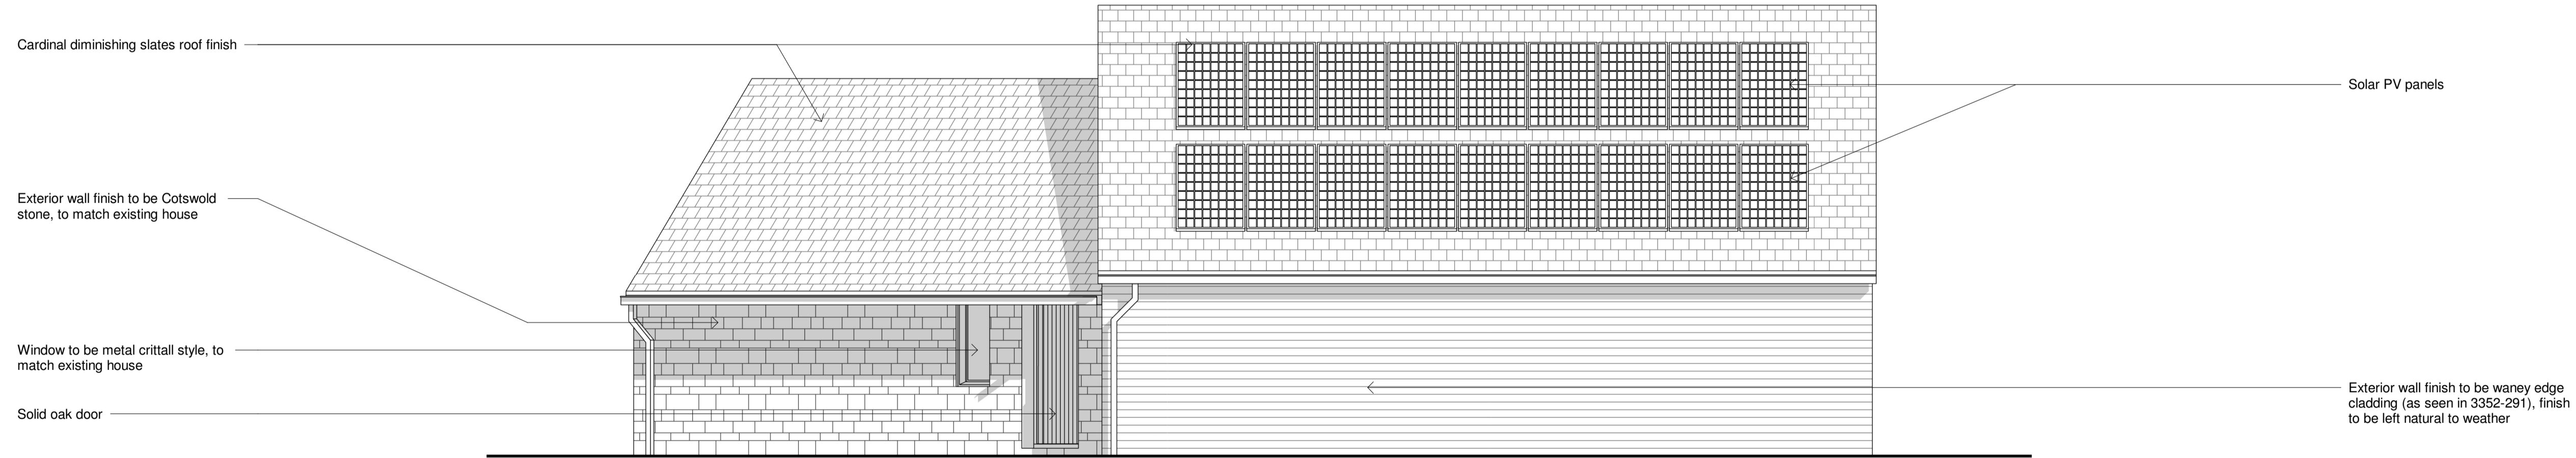 Cardinal diminishing slates roof finish
Solar PV panels
Exterior wall finish to be Cotswold
stone, to match existing house
Window to be metal crittall style, to
match existing house
Solid oak door
Exterior wall finish to be waney edge
cladding (as seen in 3352-291), finish
to be left natural to weather